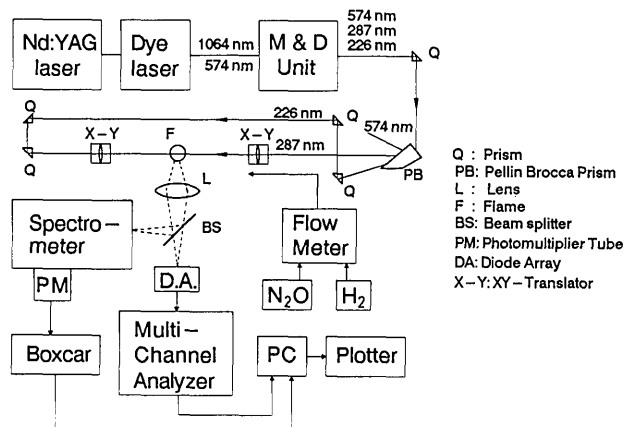 Nd:YAG
laser
Dye
laser
1064 nm
574 nm
M & D
Unit
574 nm
287 nm
226 nm
Q
Q
226 nm
Q
574 nm
X-Y
F
X-Y
287 nm
Q
PB
Q
L
BS
Spectro-
meter
PM
D.A.
Flow
Meter
N₂O
H₂
Boxcar
Multi-
Channel
Analyzer
PC
Plotter
Q : Prism
PB: Pellin Brocca Prism
L : Lens
F : Flame
BS: Beam splitter
PM: Photomultiplier Tube
DA: Diode Array
X-Y: XY-Translator